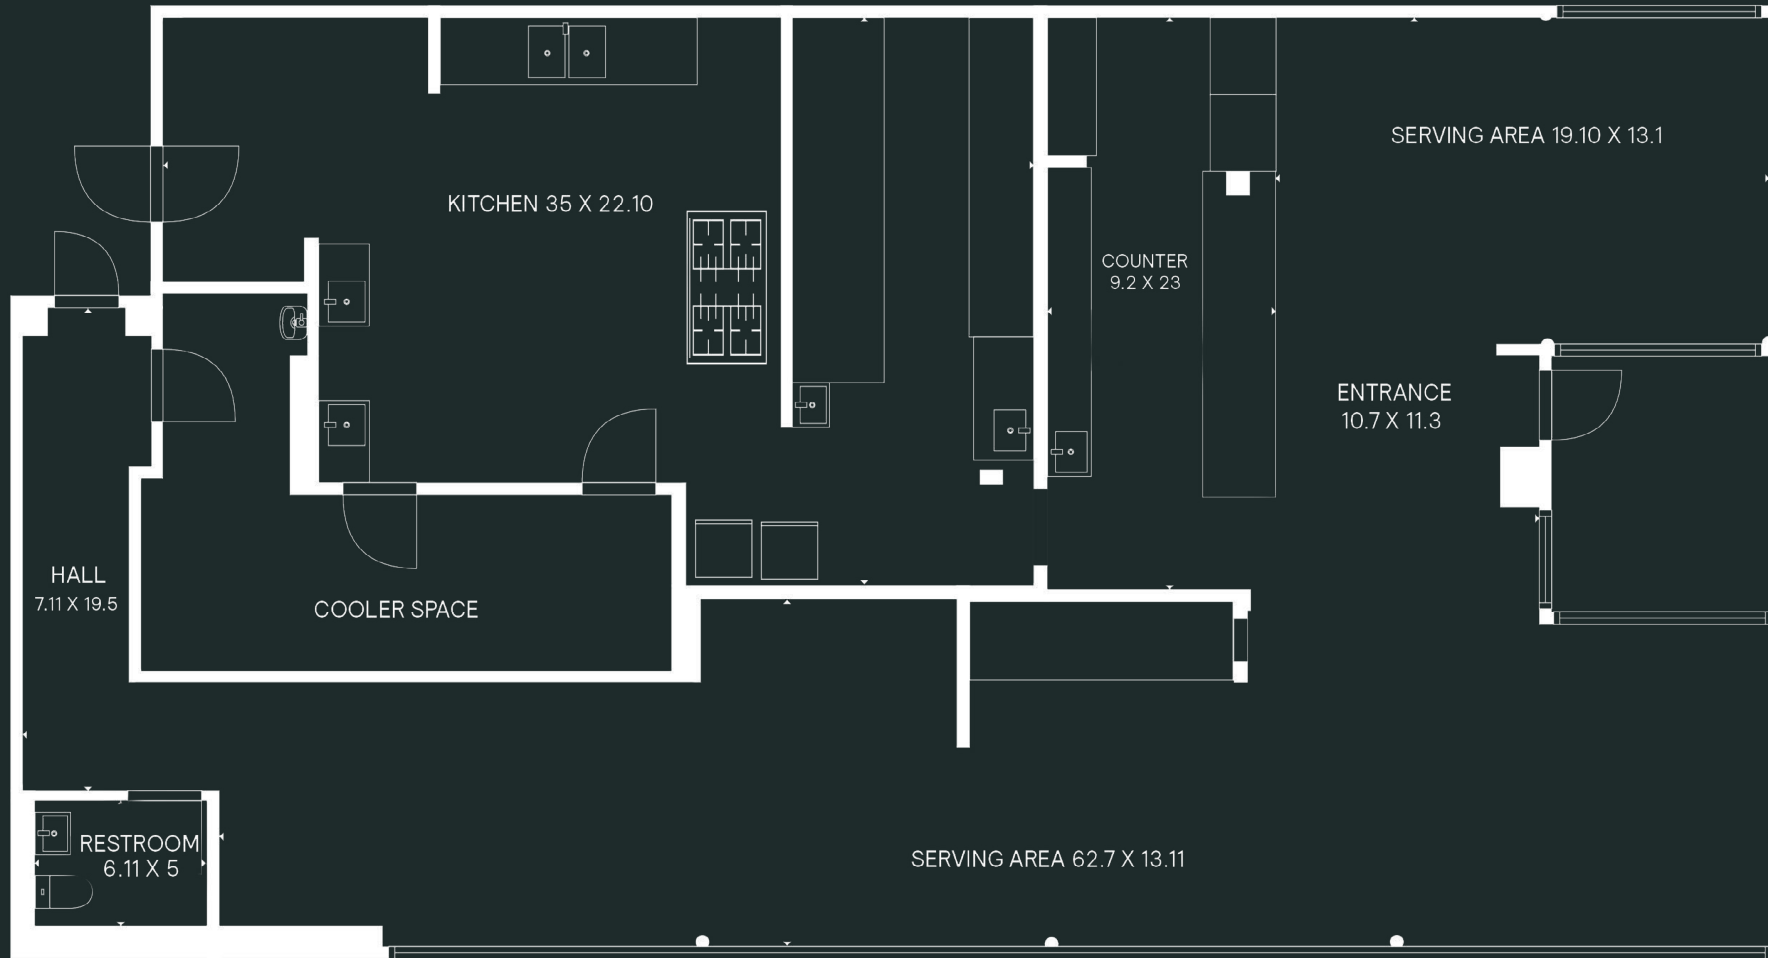 SERVING AREA 19.10 X 13.1
KITCHEN 35 X 22.10
COUNTER
9.2 X 23
ENTRANCE
10.7 X 11.3
HALL
7.11 X 19.5
COOLER SPACE
RESTROOM
6.11 X 5
SERVING AREA 62.7 X 13.11